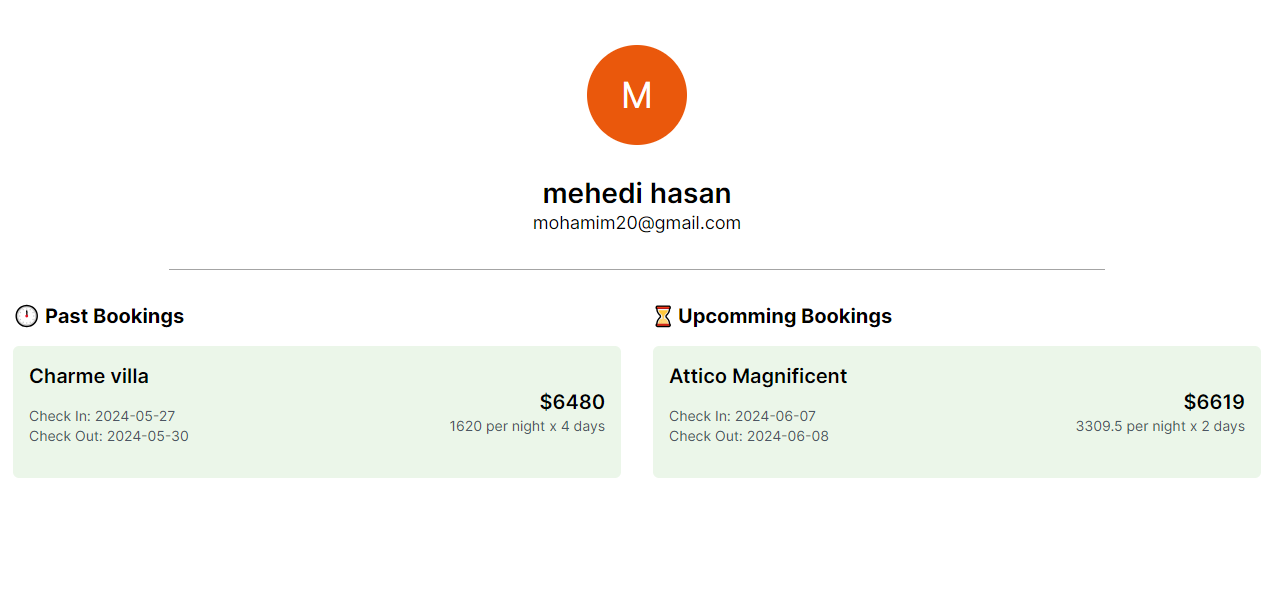 M
mehedi hasan
mohamim20@gmail.com
Past Bookings
Charme villa
Check In: 2024-05-27
Check Out: 2024-05-30
$6480
1620 per night x 4 days
Upcomming Bookings
Attico Magnificent
Check In: 2024-06-07
Check Out: 2024-06-08
$6619
3309.5 per night x 2 days